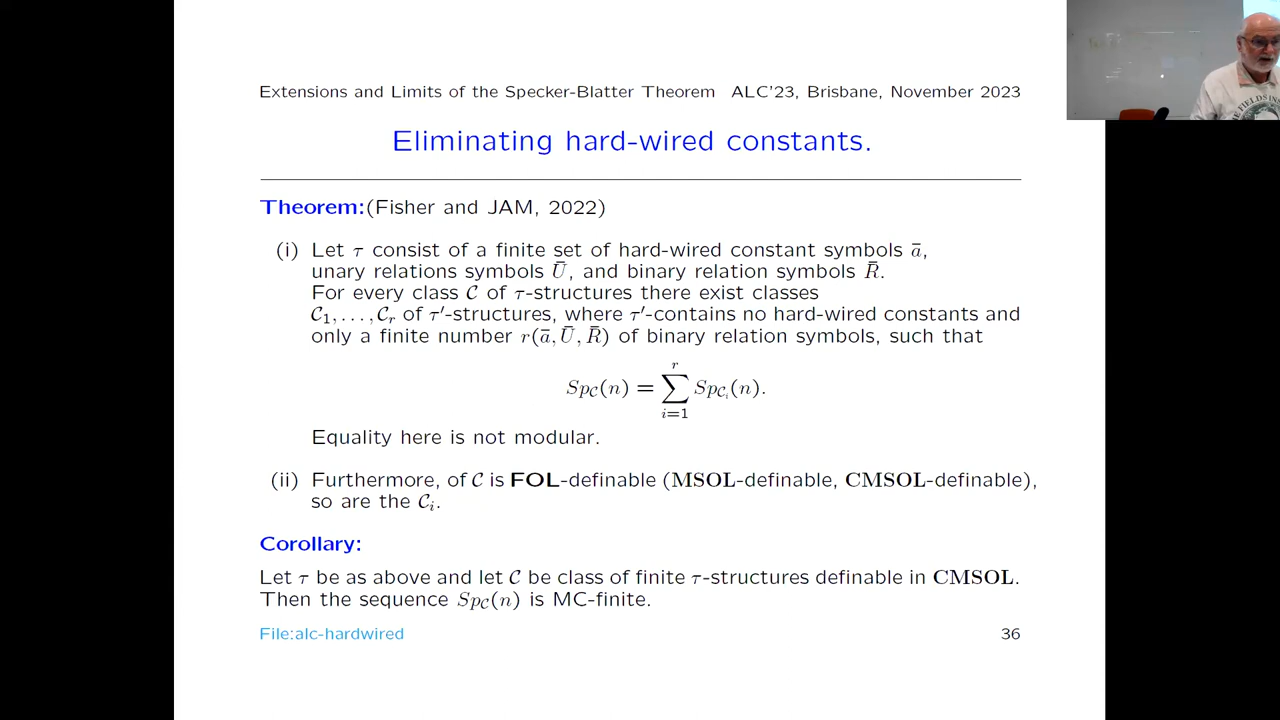 Extensions and Limits of the Specker-Blatter Theorem ALC'23, Brisbane, November 2023
Eliminating hard-wired constants.
Theorem:(Fisher and JAM, 2022)
(i) Let τ consist of a finite set of hard-wired constant symbols ā,
unary relations symbols Ū, and binary relation symbols R̄.
For every class 𝒞 of τ-structures there exist classes
𝒞₁, . . . , 𝒞ᵣ of τ′-structures, where τ′-contains no hard-wired constants and
only a finite number r(ā, Ū, R̄) of binary relation symbols, such that
Sp_𝒞(n) = ∑_{i=1}^{r} Sp_{𝒞ᵢ}(n).
Equality here is not modular.
(ii) Furthermore, of 𝒞 is FOL-definable (MSOL-definable, CMSOL-definable),
so are the 𝒞ᵢ.
Corollary:
Let τ be as above and let 𝒞 be class of finite τ-structures definable in CMSOL.
Then the sequence Sp_𝒞(n) is MC-finite.
File:alc-hardwired 36